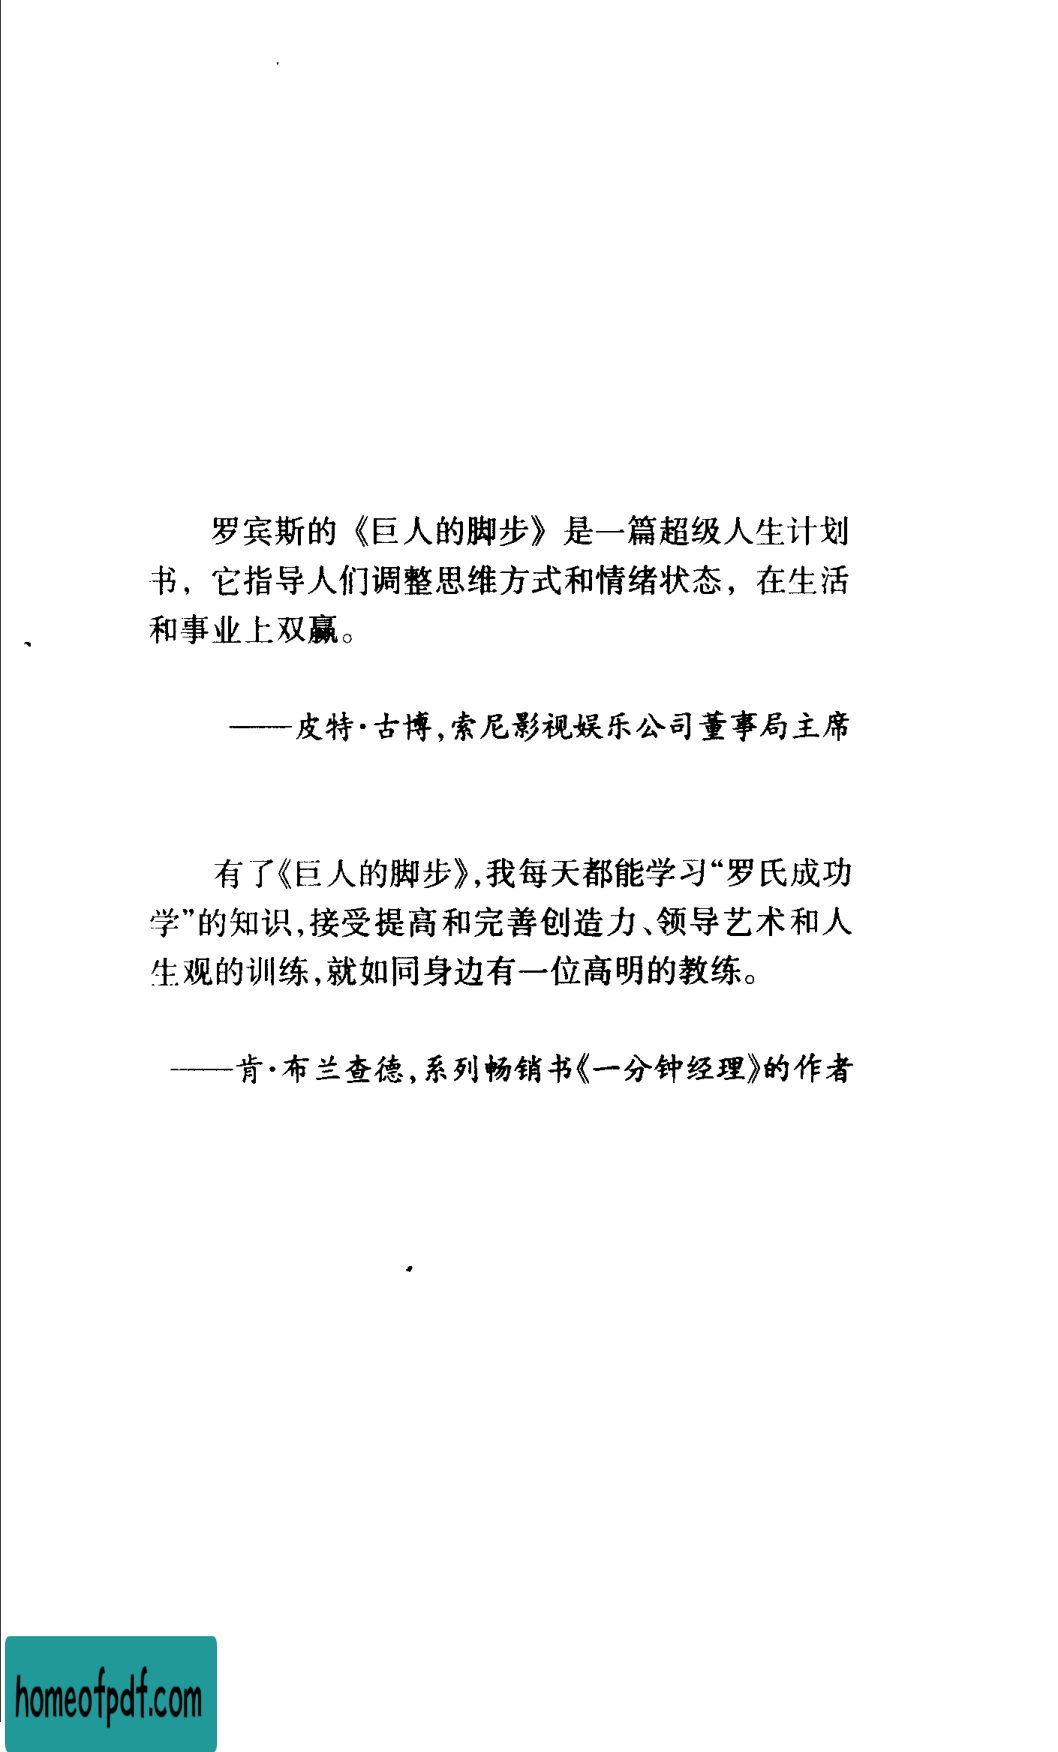 罗宾斯的《巨人的脚步》是一篇超级人生计划
书，它指导人们调整思维方式和情绪状态，在生活
和事业上双赢。
——皮特·古博,索尼影视娱乐公司董事局主席
有了《巨人的脚步》,我每天都能学习“罗氏成功
学”的知识,接受提高和完善创造力、领导艺术和人
生观的训练,就如同身边有一位高明的教练。
——肯·布兰查德,系列畅销书《一分钟经理》的作者
homeofpdf.com